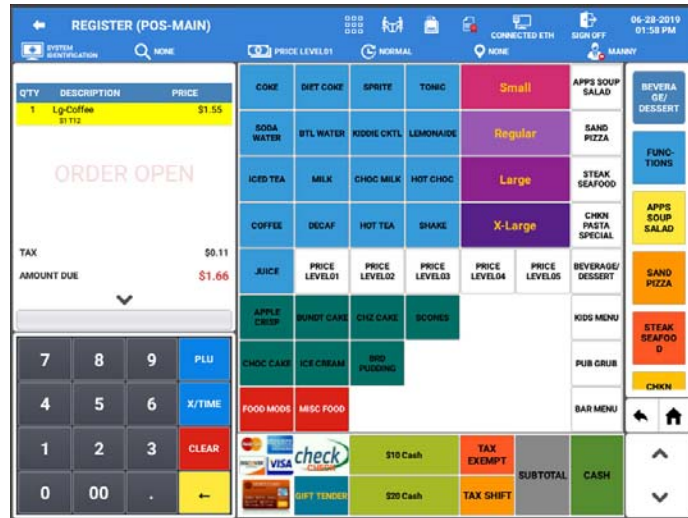 REGISTER (POS-MAIN)
CONNECTED ETH
SIGN OFF
06-28-2019
01:58 PM
SYSTEM
IDENTIFICATION
NONE
PRICE LEVEL01
NORMAL
NONE
MANNY
Q'TY DESCRIPTION PRICE
1 Lg-Coffee $1.55
$1 T12
ORDER OPEN
TAX $0.11
AMOUNT DUE $1.66
7 8 9 PLU
4 5 6 X/TIME
1 2 3 CLEAR
0 00 . ←
COKE DIET COKE SPRITE TONIC Small APPS SOUP
SALAD
SODA
WATER BTL WATER KIDDIE CKTL LEMONAIDE Regular SAND
PIZZA
ICED TEA MILK CHOC MILK HOT CHOC Large STEAK
SEAFOOD
COFFEE DECAF HOT TEA SHAKE X-Large CHKN
PASTA
SPECIAL
JUICE PRICE
LEVEL01 PRICE
LEVEL02 PRICE
LEVEL03 PRICE
LEVEL04 PRICE
LEVEL05 BEVERAGE/
DESSERT
APPLE
CRISP BUNDT CAKE CHZ CAKE SCONES KIDS MENU
CHOC CAKE ICE CREAM BRD
PUDDING PUB GRUB
FOOD MODS MISC FOOD BAR MENU
VISA check $10 Cash TAX
EXEMPT SUBTOTAL CASH
GIFT TENDER $20 Cash TAX SHIFT
BEVERA
GE/
DESSERT
FUNC-
TIONS
APPS
SOUP
SALAD
SAND
PIZZA
STEAK
SEAFOO
D
CHKN